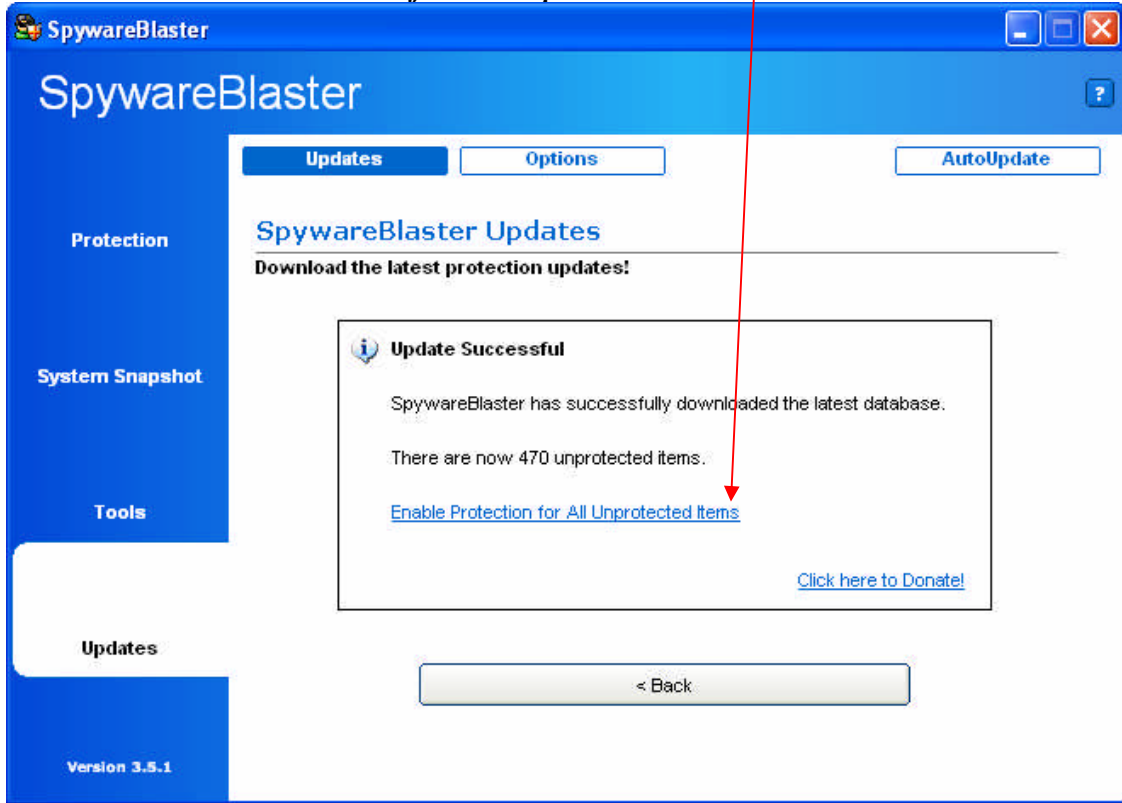 SpywareBlaster
SpywareBlaster
?
Updates Options AutoUpdate
Protection
SpywareBlaster Updates
Download the latest protection updates!
Update Successful
System Snapshot
SpywareBlaster has successfully downloaded the latest database.
There are now 470 unprotected items.
Tools
Enable Protection for All Unprotected Items
Click here to Donate!
Updates
< Back
Version 3.5.1